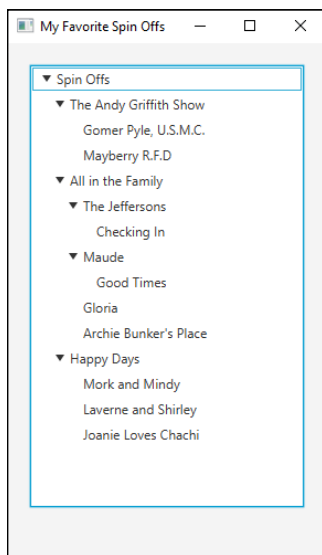 My Favorite Spin Offs
Spin Offs
The Andy Griffith Show
Gomer Pyle, U.S.M.C.
Mayberry R.F.D
All in the Family
The Jeffersons
Checking In
Maude
Good Times
Gloria
Archie Bunker's Place
Happy Days
Mork and Mindy
Laverne and Shirley
Joanie Loves Chachi